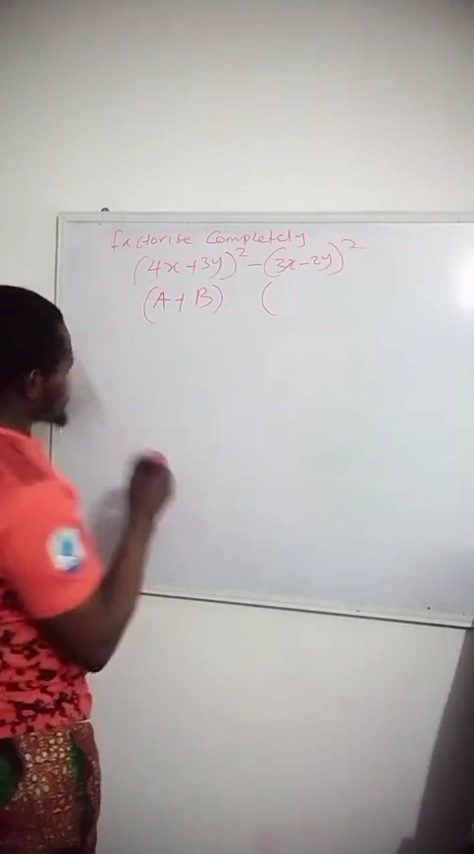 factorise Completely
(4x+3y)²-(3x-2y)²
(A+B) (